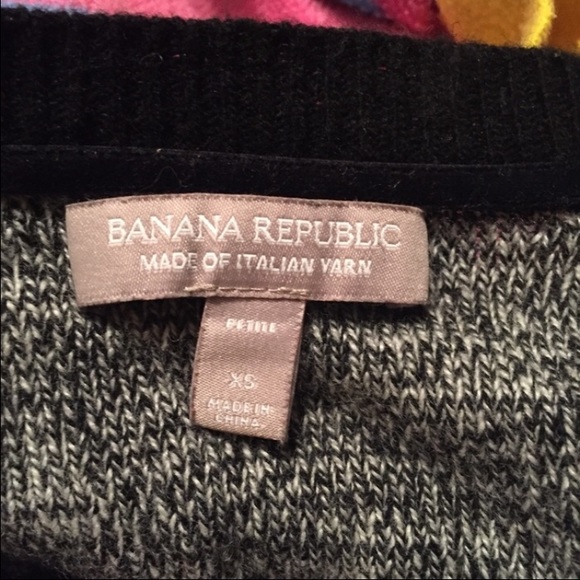 BANANA REPUBLIC
MADE OF ITALIAN YARN
PETITE
XS
MADE IN
CHINA